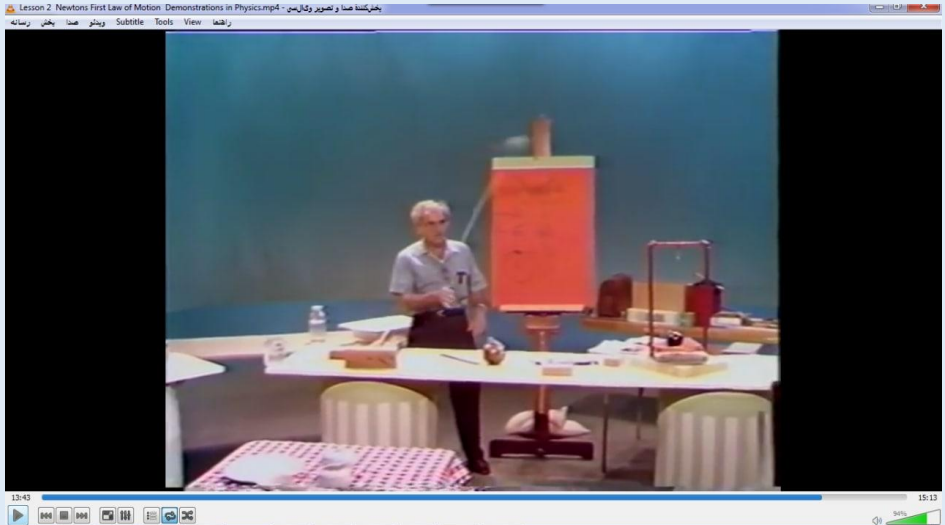 Lesson 2 Newtons First Law of Motion Demonstrations in Physics.mp4 - پخش‌کنندهٔ صدا و تصویر وی‌ال‌سی
رسانه پخش صدا ویدئو Subtitle Tools View راهنما
13:43 15:13
94%